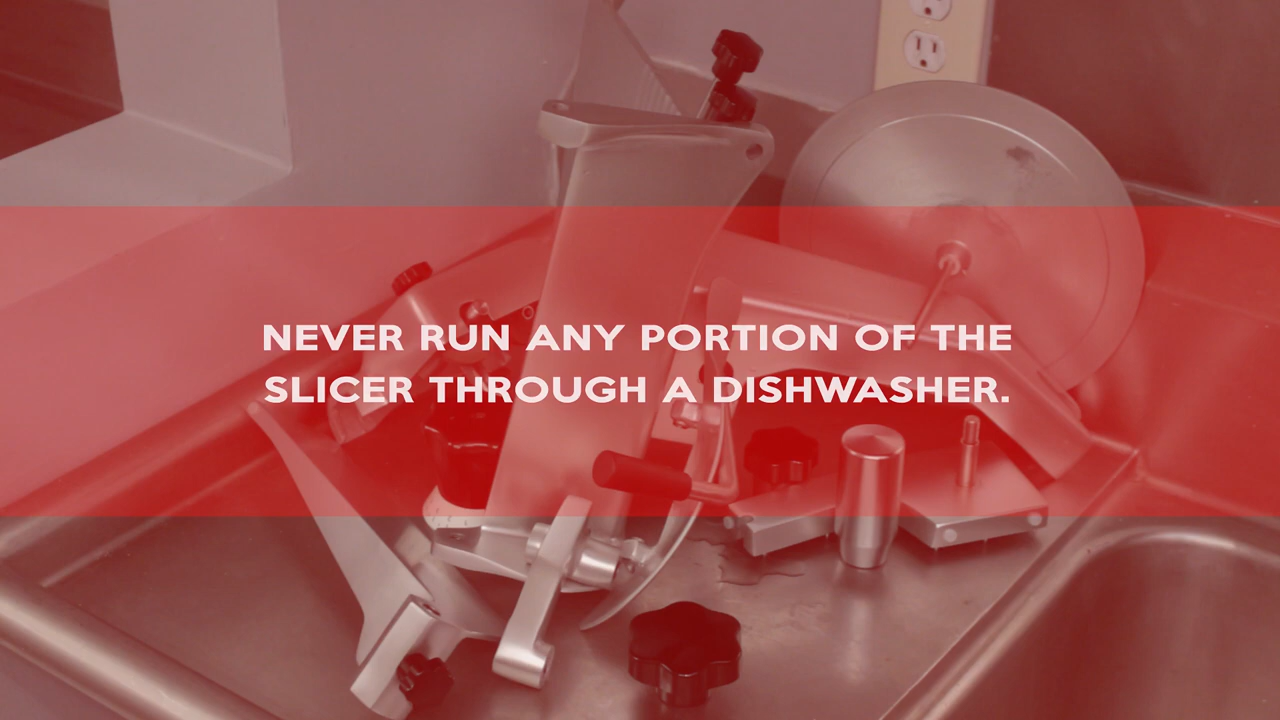 NEVER RUN ANY PORTION OF THE
SLICER THROUGH A DISHWASHER.